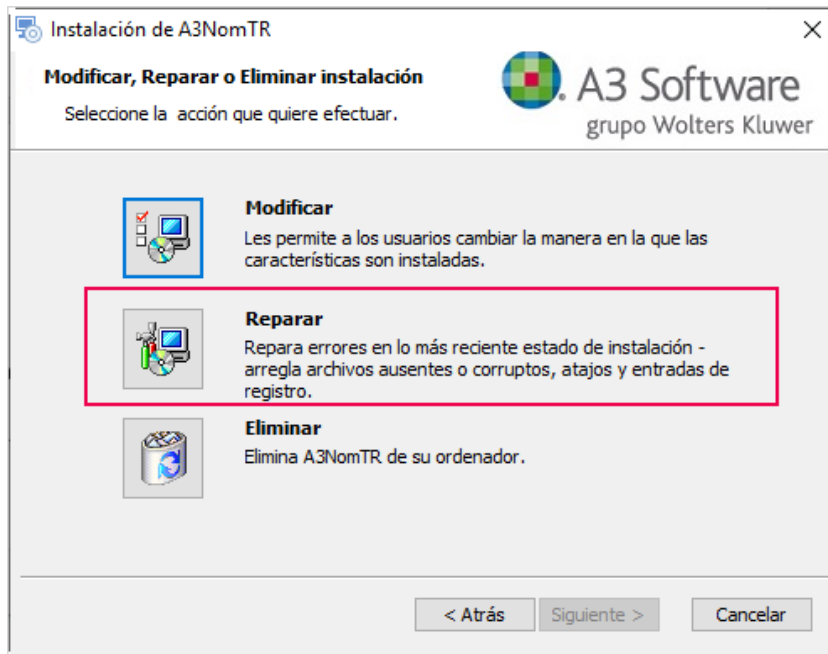 Instalación de A3NomTR
Modificar, Reparar o Eliminar instalación
Seleccione la acción que quiere efectuar.
A3 Software
grupo Wolters Kluwer
Modificar
Les permite a los usuarios cambiar la manera en la que las
características son instaladas.
Reparar
Repara errores en lo más reciente estado de instalación -
arregla archivos ausentes o corruptos, atajos y entradas de
registro.
Eliminar
Elimina A3NomTR de su ordenador.
< Atrás
Siguiente >
Cancelar